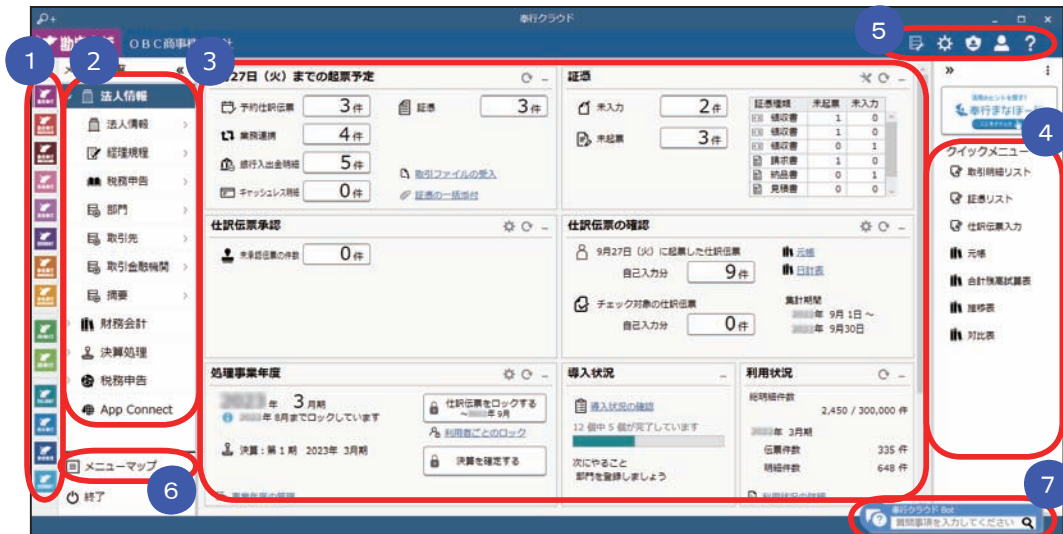 奉行クラウド
OBC商事
5
1
2
3
4
6
7
法人情報
法人情報
経理規程
税務申告
部門
取引先
取引金融機関
摘要
財務会計
決算処理
税務申告
App Connect
メニューマップ
終了
27日（火）までの起票予定
予約仕訳伝票 3件
業務連携 4件
銀行入出金明細 5件
キャッシュレス明細 0件
証憑 3件
取引ファイルの受入
証憑の一括添付
証憑
未入力 2件
未起票 3件
証憑種類 未起票 未入力
領収書 1 0
領収書 0 1
請求書 1 0
納品書 0 1
見積書 0 0
仕訳伝票承認
未承認伝票の件数 0件
仕訳伝票の確認
9月27日（火）に起票した仕訳伝票
自己入力分 9件
チェック対象の仕訳伝票
自己入力分 0件
元帳
日計表
集計期間
年 9月 1日～
年 9月30日
処理事業年度
年 3月期
年 8月までロックしています
決算：第1期 2023年 3月期
仕訳伝票をロックする
～ 年 9月
利用者ごとのロック
決算を確定する
事業年度の管理
導入状況
導入状況の確認
12 個中 5 個が完了しています
次にやること
部門を登録しましょう
利用状況
総明細件数
2,450 / 300,000 件
年 3月期
伝票件数 335 件
明細件数 648 件
利用状況の詳細
奉行まなぼーど
クイックメニュー
取引明細リスト
証憑リスト
仕訳伝票入力
元帳
合計残高試算表
推移表
対比表
奉行クラウド Bot
質問事項を入力してください